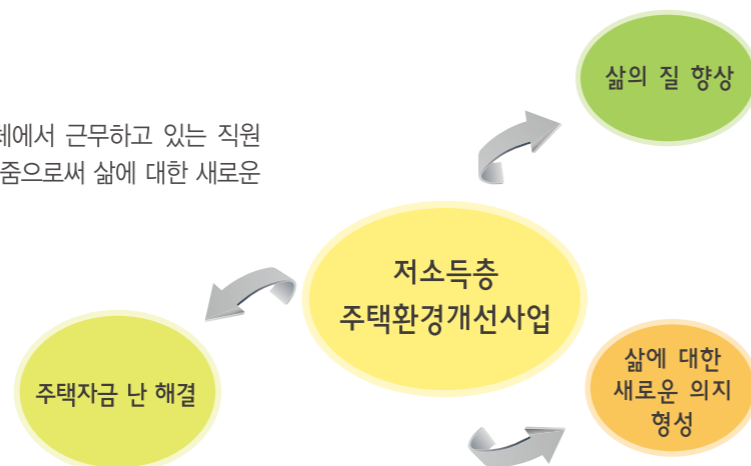 삶의 질 향상
체에서 근무하고 있는 직원
줌으로써 삶에 대한 새로운
저소득층
주택환경개선사업
주택자금 난 해결
삶에 대한
새로운 의지
형성